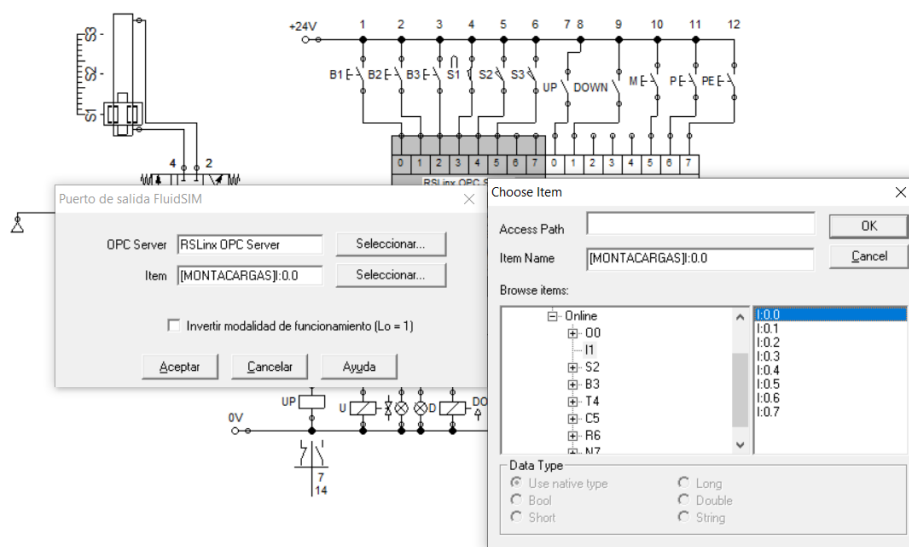 +24V 1 2 3 4 5 6 7 8 9 10 11 12
S3
S2
S1
B1 B2 B3 S1 S2 S3 UP DOWN M P PE
4 2
0 1 2 3 4 5 6 7 0 1 2 3 4 5 6 7
RSLinx OPC S
Puerto de salida FluidSIM
OPC Server RSLinx OPC Server Seleccionar...
Item [MONTACARGAS]I:0.0 Seleccionar...
Invertir modalidad de funcionamiento (Lo = 1)
Aceptar Cancelar Ayuda
Choose Item
Access Path OK
Item Name [MONTACARGAS]I:0.0 Cancel
Browse items:
Online
O0
I1
S2
B3
T4
C5
R6
N7
I:0.0
I:0.1
I:0.2
I:0.3
I:0.4
I:0.5
I:0.6
I:0.7
Data Type
Use native type Long
Bool Double
Short String
UP U D DO
0V
7
14